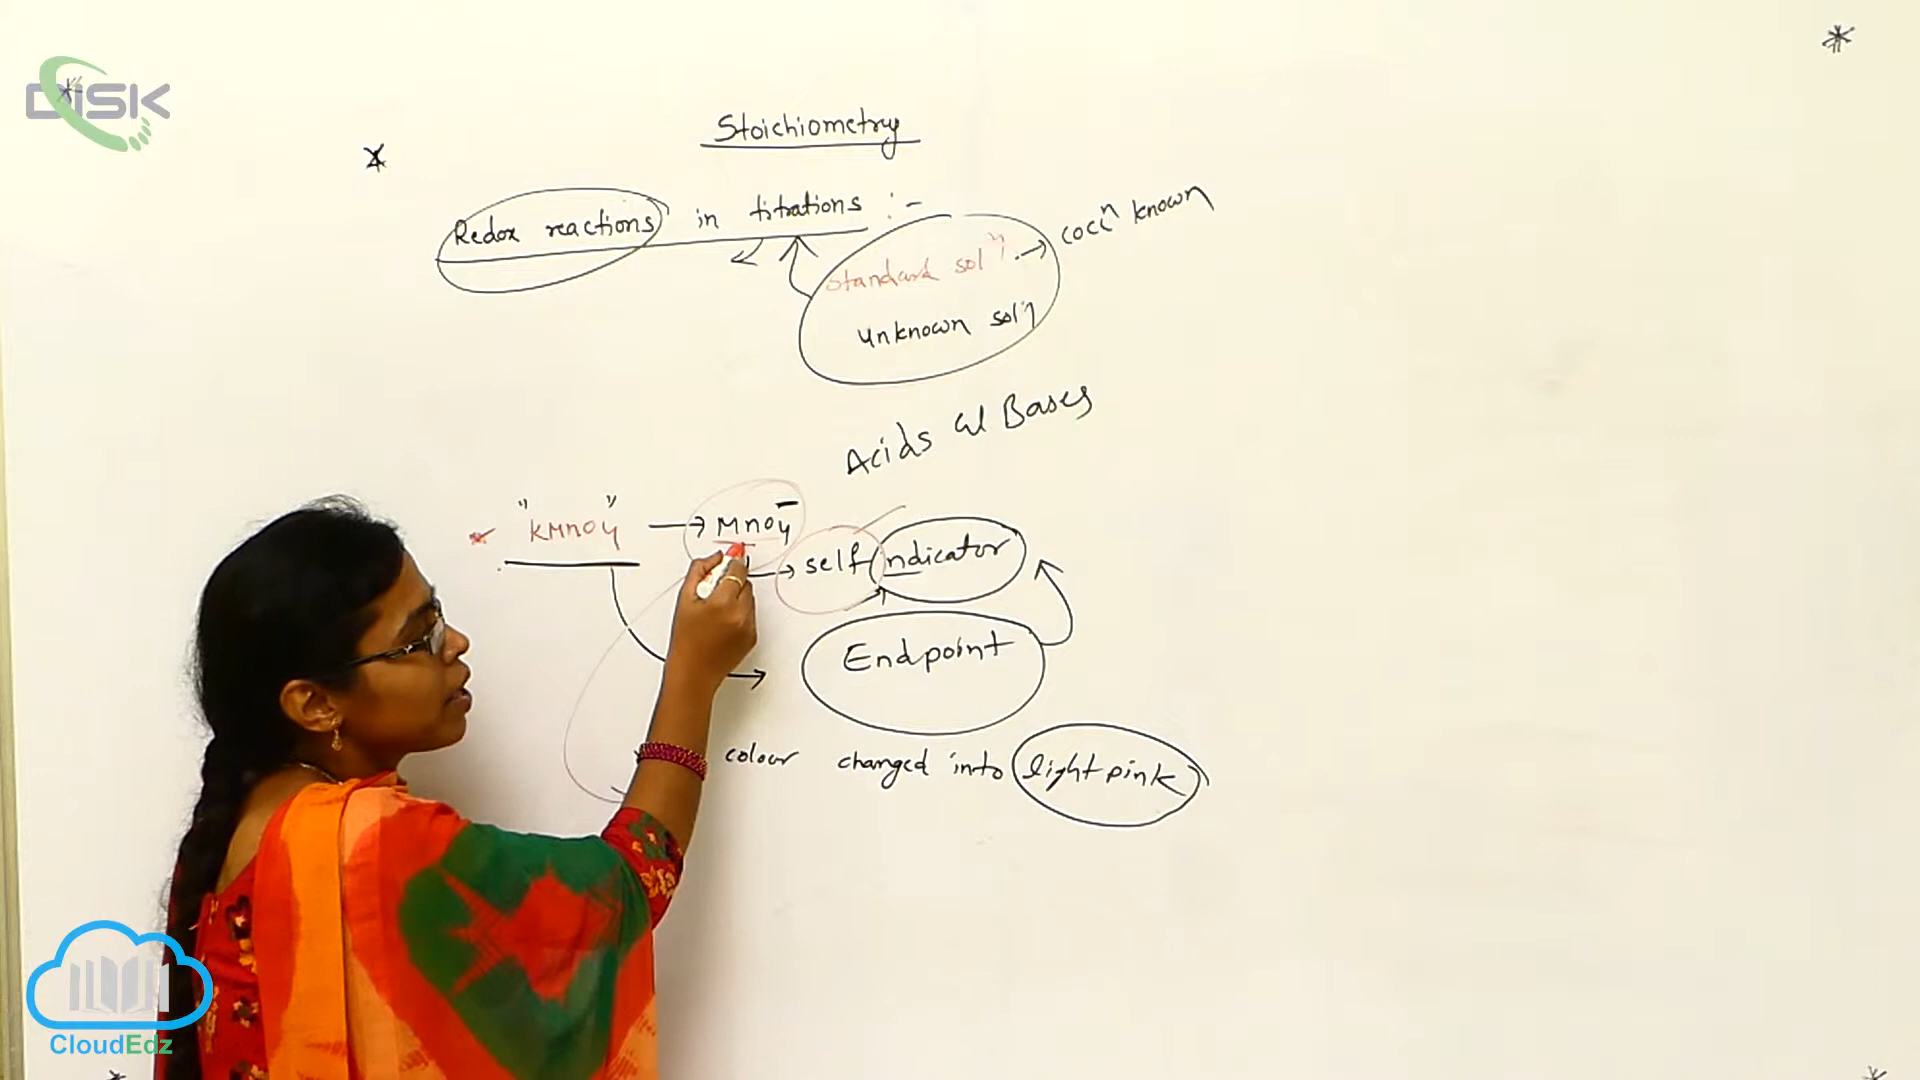 DiSK
Stoichiometry
Redox reactions in titrations :-
standard solⁿ. → cocⁿ known
unknown solⁿ
Acids & Bases
"KMnO4" → MnO4⁻
→ self indicator
→ Endpoint
colour changed into light pink
CloudEdz